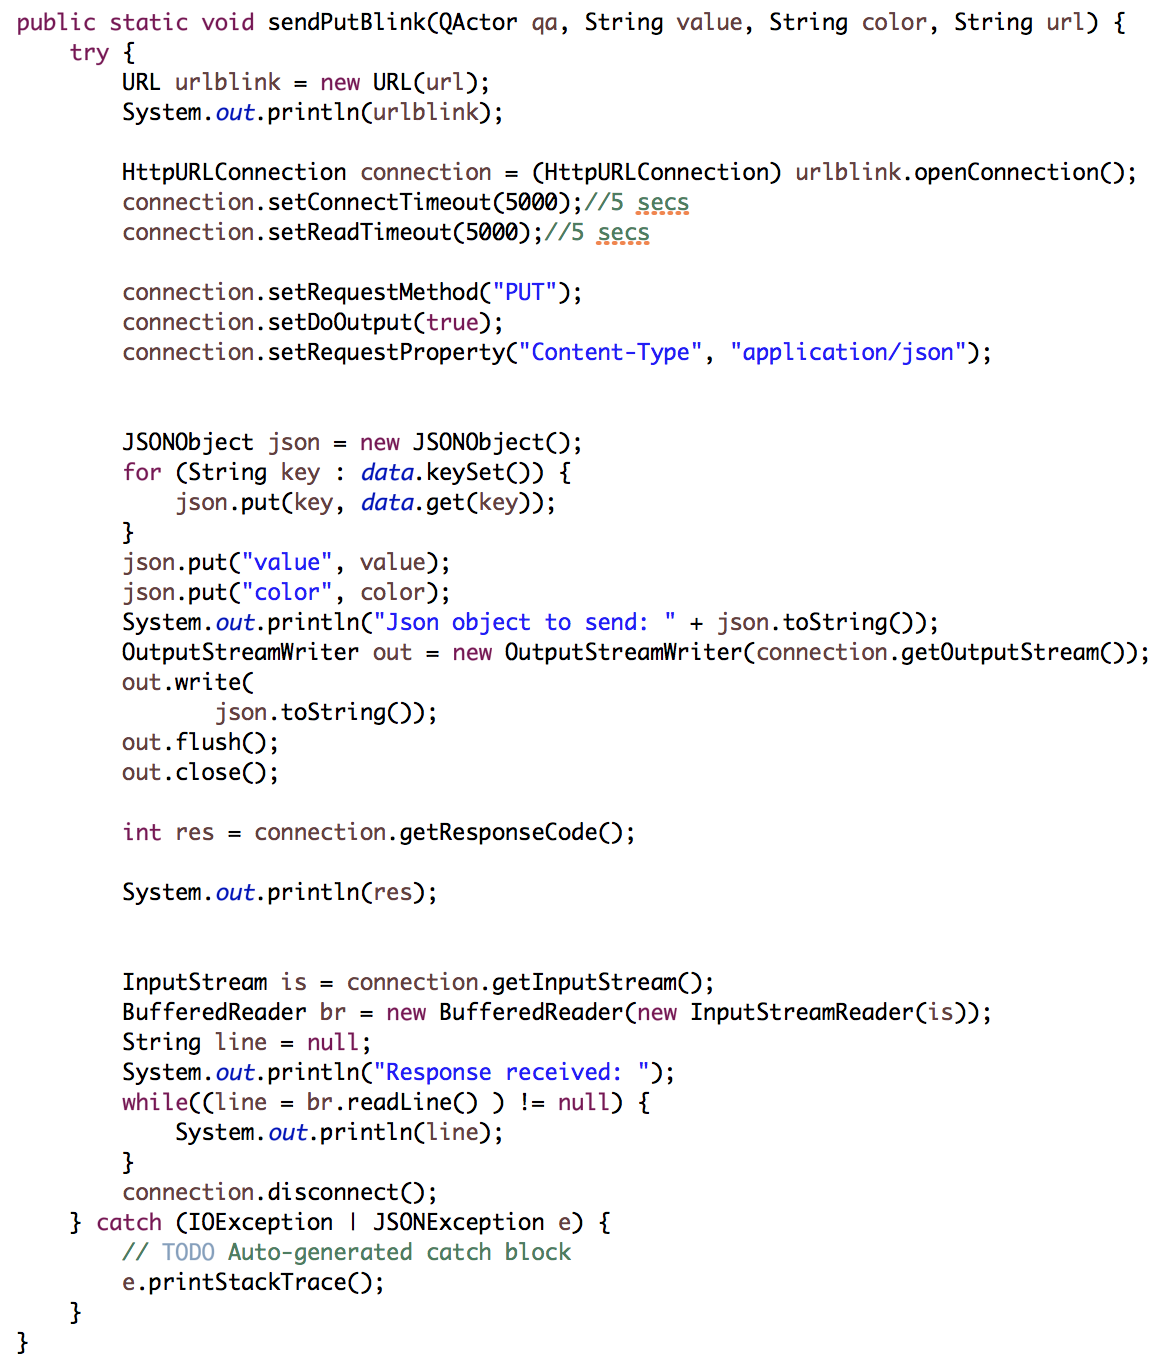 public static void sendPutBlink(QActor qa, String value, String color, String url) {
    try {
        URL urlblink = new URL(url);
        System.out.println(urlblink);

        HttpURLConnection connection = (HttpURLConnection) urlblink.openConnection();
        connection.setConnectTimeout(5000);//5 secs
        connection.setReadTimeout(5000);//5 secs

        connection.setRequestMethod("PUT");
        connection.setDoOutput(true);
        connection.setRequestProperty("Content-Type", "application/json");


        JSONObject json = new JSONObject();
        for (String key : data.keySet()) {
            json.put(key, data.get(key));
        }
        json.put("value", value);
        json.put("color", color);
        System.out.println("Json object to send: " + json.toString());
        OutputStreamWriter out = new OutputStreamWriter(connection.getOutputStream());
        out.write(
               json.toString());
        out.flush();
        out.close();

        int res = connection.getResponseCode();

        System.out.println(res);


        InputStream is = connection.getInputStream();
        BufferedReader br = new BufferedReader(new InputStreamReader(is));
        String line = null;
        System.out.println("Response received: ");
        while((line = br.readLine() ) != null) {
            System.out.println(line);
        }
        connection.disconnect();
    } catch (IOException | JSONException e) {
        // TODO Auto-generated catch block
        e.printStackTrace();
    }
}